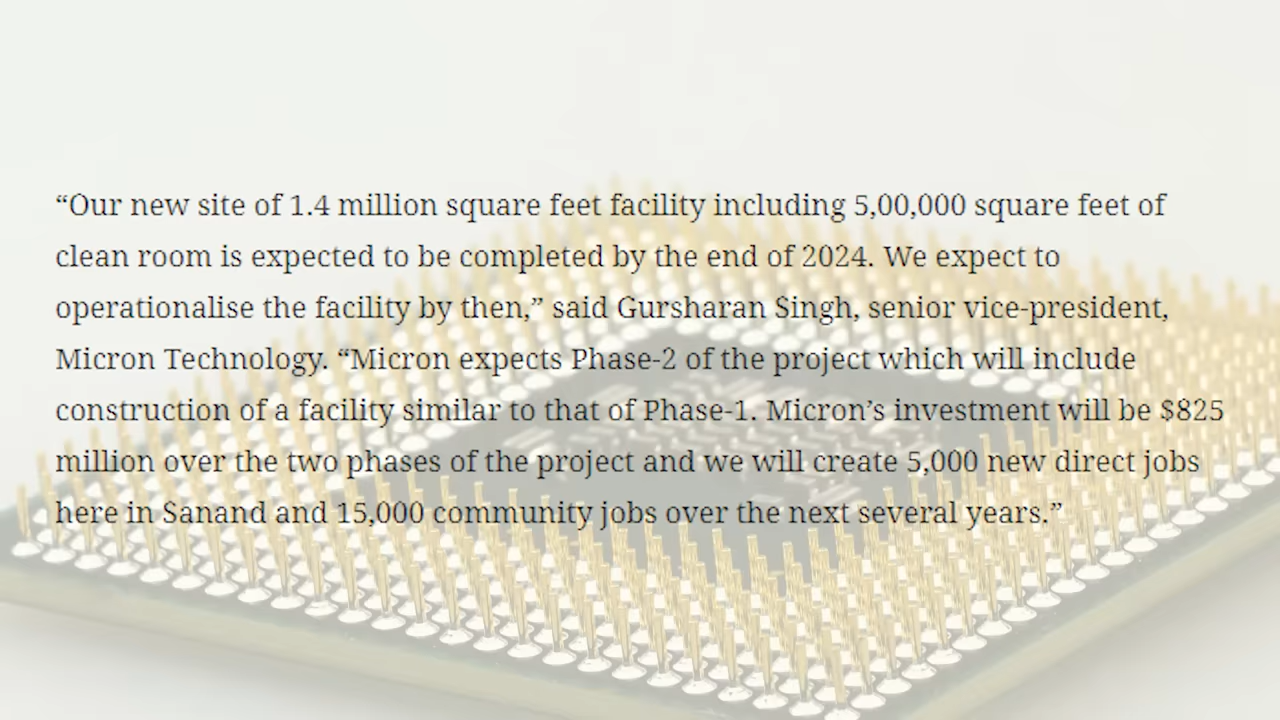 “Our new site of 1.4 million square feet facility including 5,00,000 square feet of
clean room is expected to be completed by the end of 2024. We expect to
operationalise the facility by then,” said Gursharan Singh, senior vice-president,
Micron Technology. “Micron expects Phase-2 of the project which will include
construction of a facility similar to that of Phase-1. Micron’s investment will be $825
million over the two phases of the project and we will create 5,000 new direct jobs
here in Sanand and 15,000 community jobs over the next several years.”